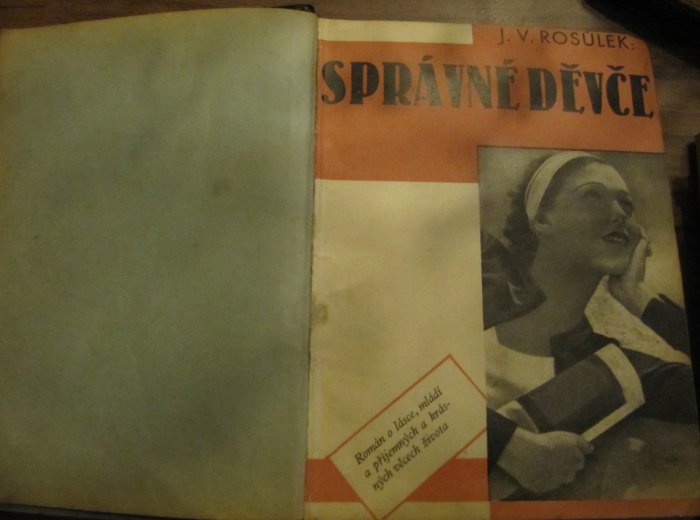 J. V. ROSŮLEK:
SPRÁVNÉ DĚVČE
Román o lásce, mládí
a příjemných a krás-
ných věcech života